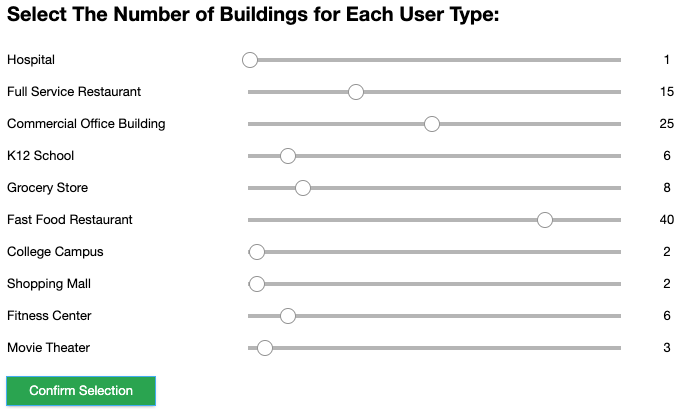 Select The Number of Buildings for Each User Type:
Hospital 1
Full Service Restaurant 15
Commercial Office Building 25
K12 School 6
Grocery Store 8
Fast Food Restaurant 40
College Campus 2
Shopping Mall 2
Fitness Center 6
Movie Theater 3
Confirm Selection